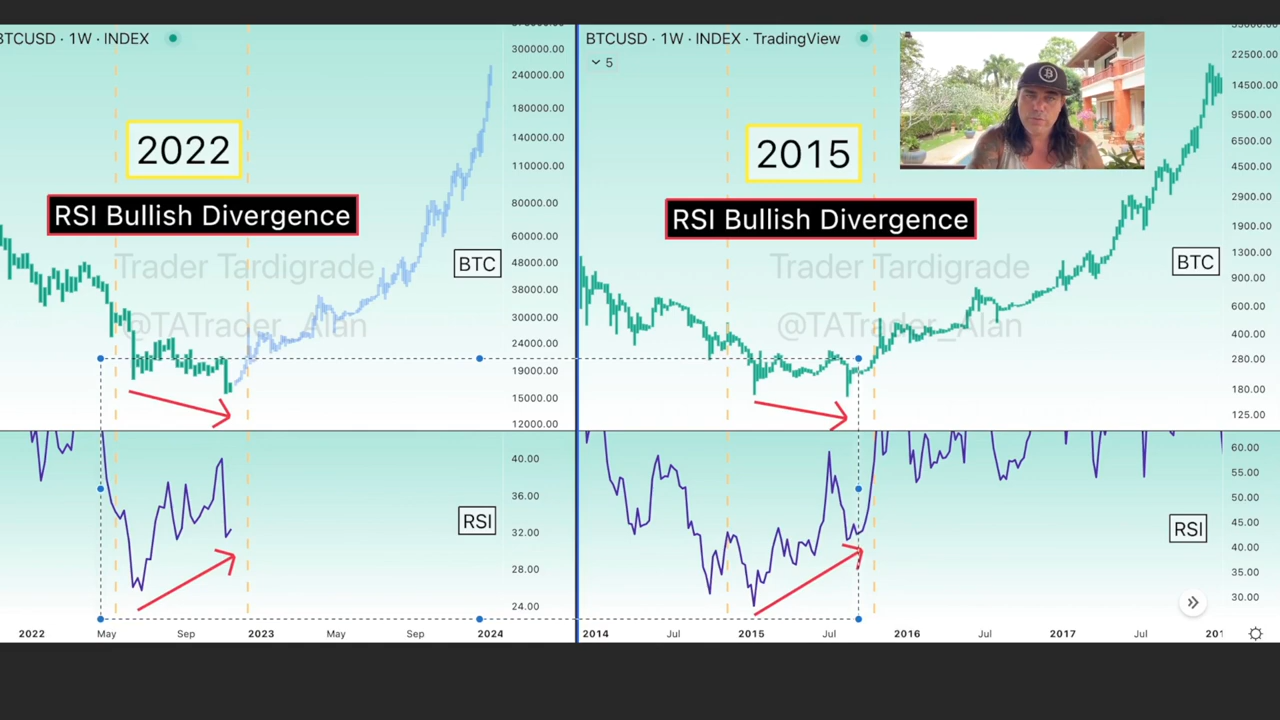 BTCUSD · 1W · INDEX
300000.00
240000.00
180000.00
140000.00
110000.00
80000.00
60000.00
48000.00
38000.00
30000.00
24000.00
19000.00
15000.00
12000.00
2022
RSI Bullish Divergence
BTC
Trader Tardigrade
@TATrader_Alan
40.00
36.00
32.00
28.00
24.00
RSI
2022
May
Sep
2023
May
Sep
2024
BTCUSD · 1W · INDEX · TradingView
5
22500.00
14500.00
9500.00
6500.00
4500.00
2900.00
1900.00
1300.00
900.00
600.00
400.00
280.00
180.00
125.00
2015
RSI Bullish Divergence
BTC
Trader Tardigrade
@TATrader_Alan
60.00
55.00
50.00
45.00
40.00
35.00
30.00
RSI
2014
Jul
2015
Jul
2016
Jul
2017
Jul
201